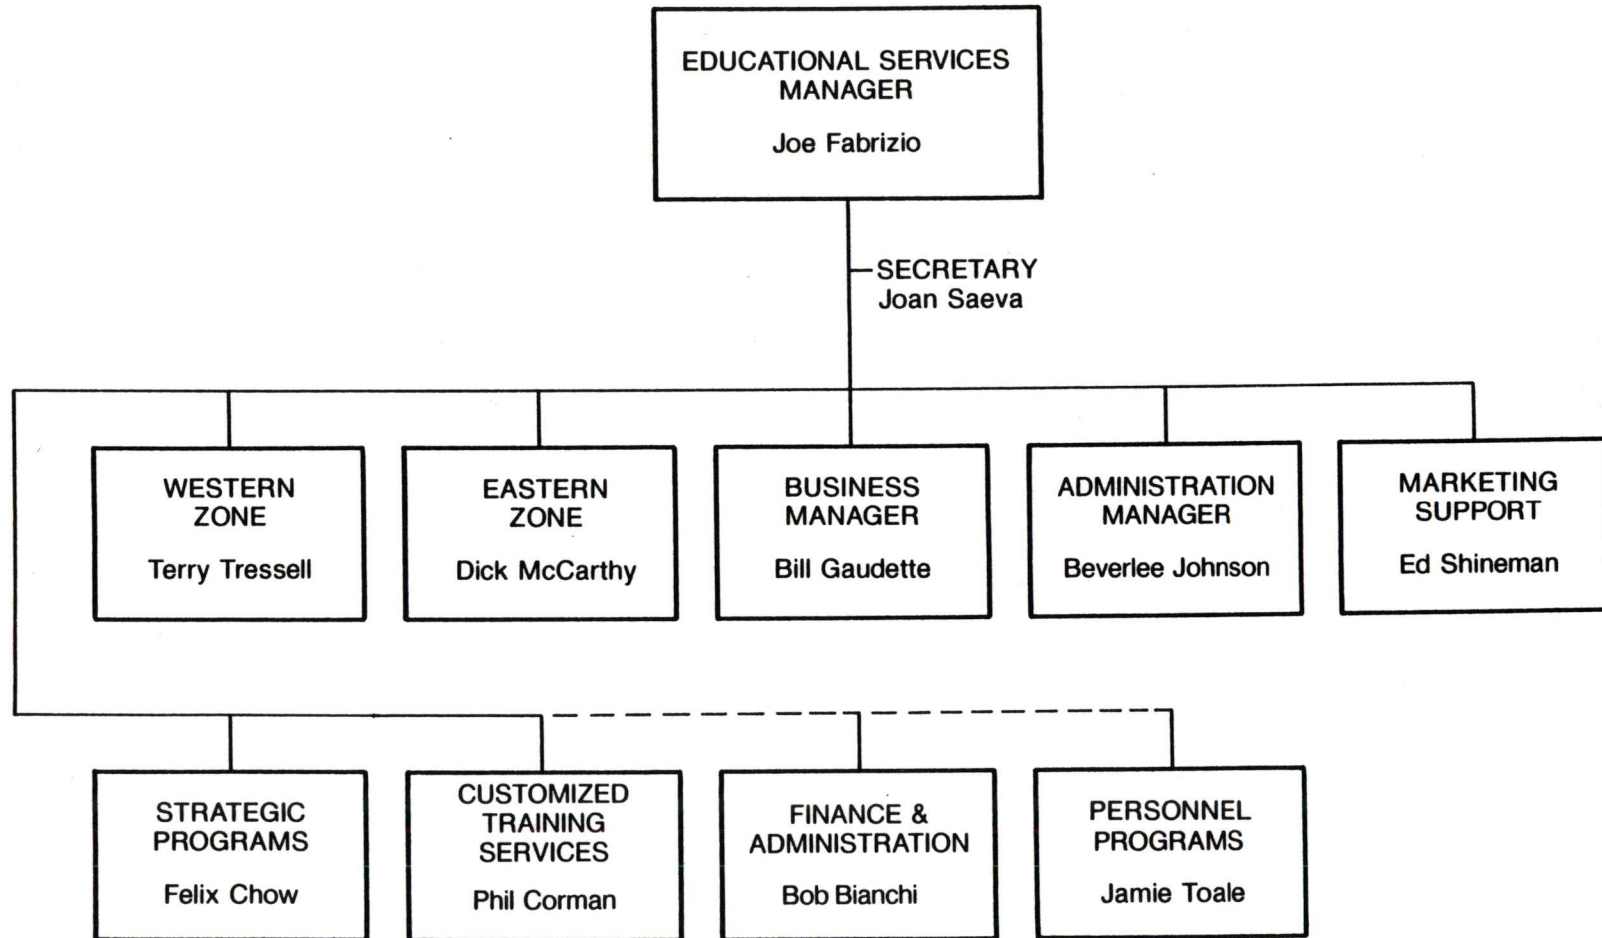 EDUCATIONAL SERVICES
MANAGER
Joe Fabrizio
SECRETARY
Joan Saeva
WESTERN
ZONE
Terry Tressell
EASTERN
ZONE
Dick McCarthy
BUSINESS
MANAGER
Bill Gaudette
ADMINISTRATION
MANAGER
Beverlee Johnson
MARKETING
SUPPORT
Ed Shineman
STRATEGIC
PROGRAMS
Felix Chow
CUSTOMIZED
TRAINING
SERVICES
Phil Corman
FINANCE &
ADMINISTRATION
Bob Bianchi
PERSONNEL
PROGRAMS
Jamie Toale